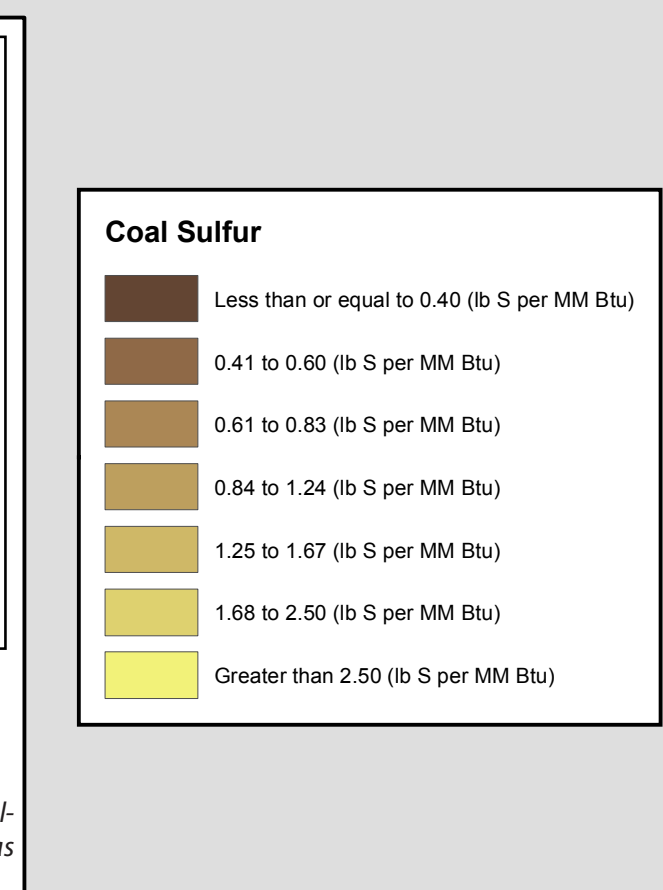 Coal Sulfur
Less than or equal to 0.40 (lb S per MM Btu)
0.41 to 0.60 (lb S per MM Btu)
0.61 to 0.83 (lb S per MM Btu)
0.84 to 1.24 (lb S per MM Btu)
1.25 to 1.67 (lb S per MM Btu)
1.68 to 2.50 (lb S per MM Btu)
Greater than 2.50 (lb S per MM Btu)